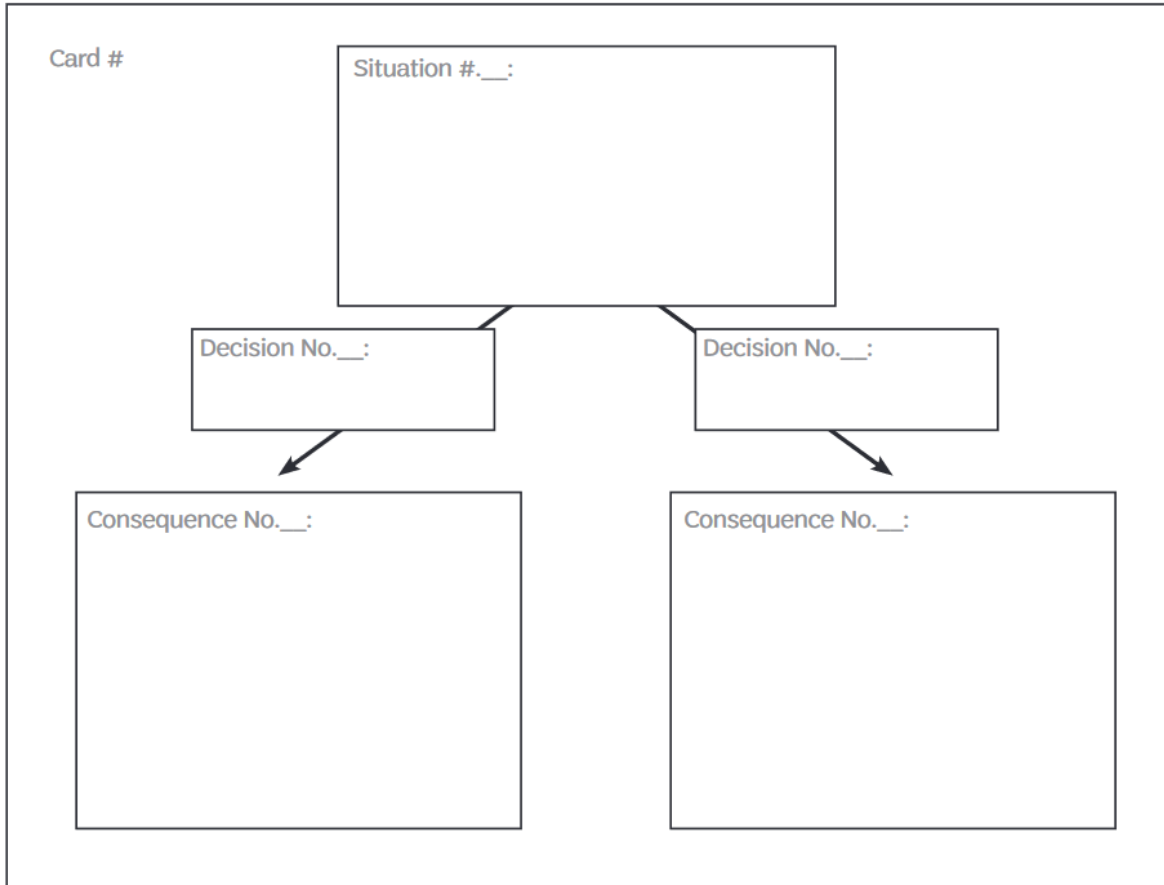 Card #
Situation #.__:
Decision No.__:
Decision No.__:
Consequence No.__:
Consequence No.__: